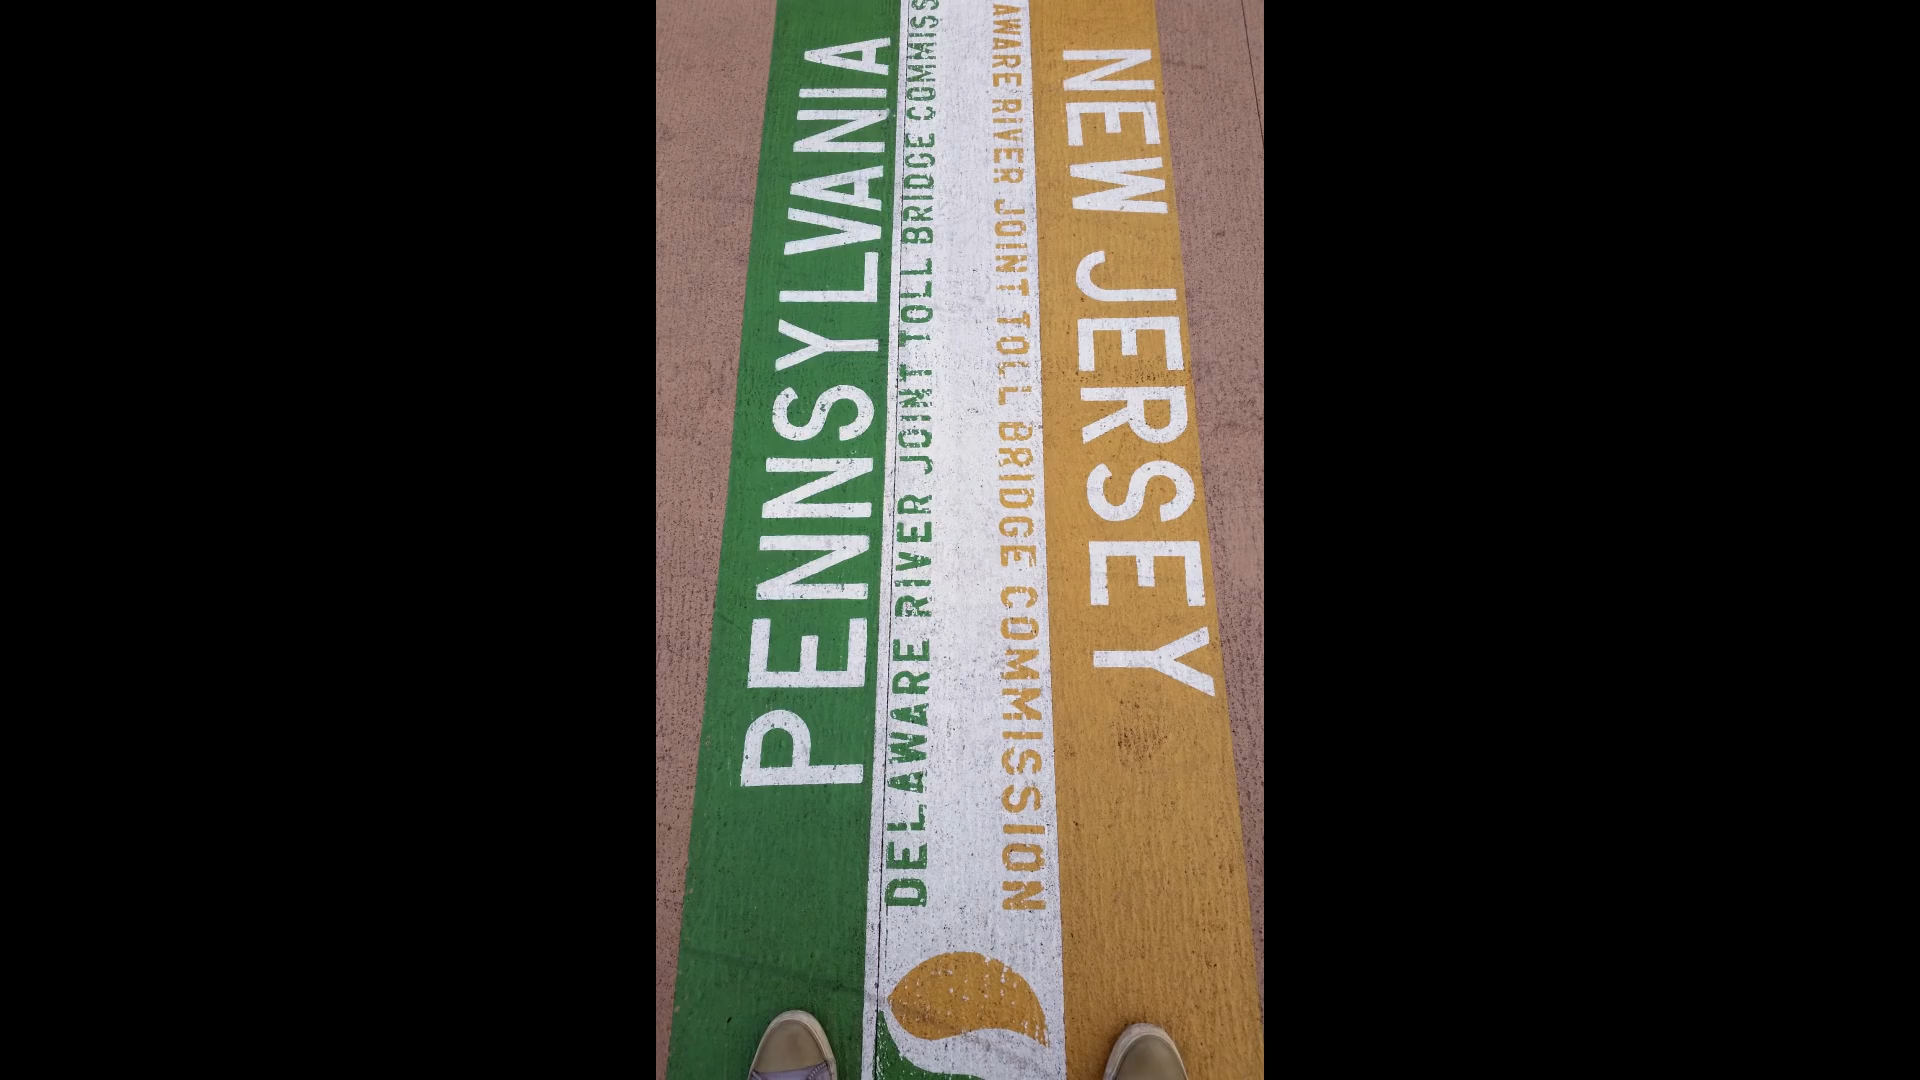 PENNSYLVANIA
DELAWARE RIVER JOINT TOLL BRIDGE COMMISS
AWARE RIVER JOINT TOLL BRIDGE COMMISSION
NEW JERSEY